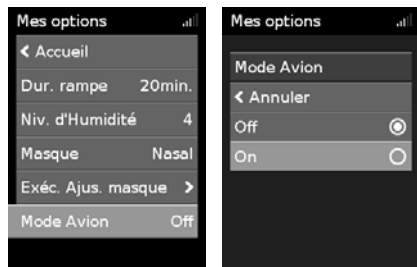 Mes options
< Accueil
Dur. rampe 20min.
Niv. d'Humidité 4
Masque Nasal
Exéc. Ajus. masque >
Mode Avion Off
Mes options
Mode Avion
< Annuler
Off
On